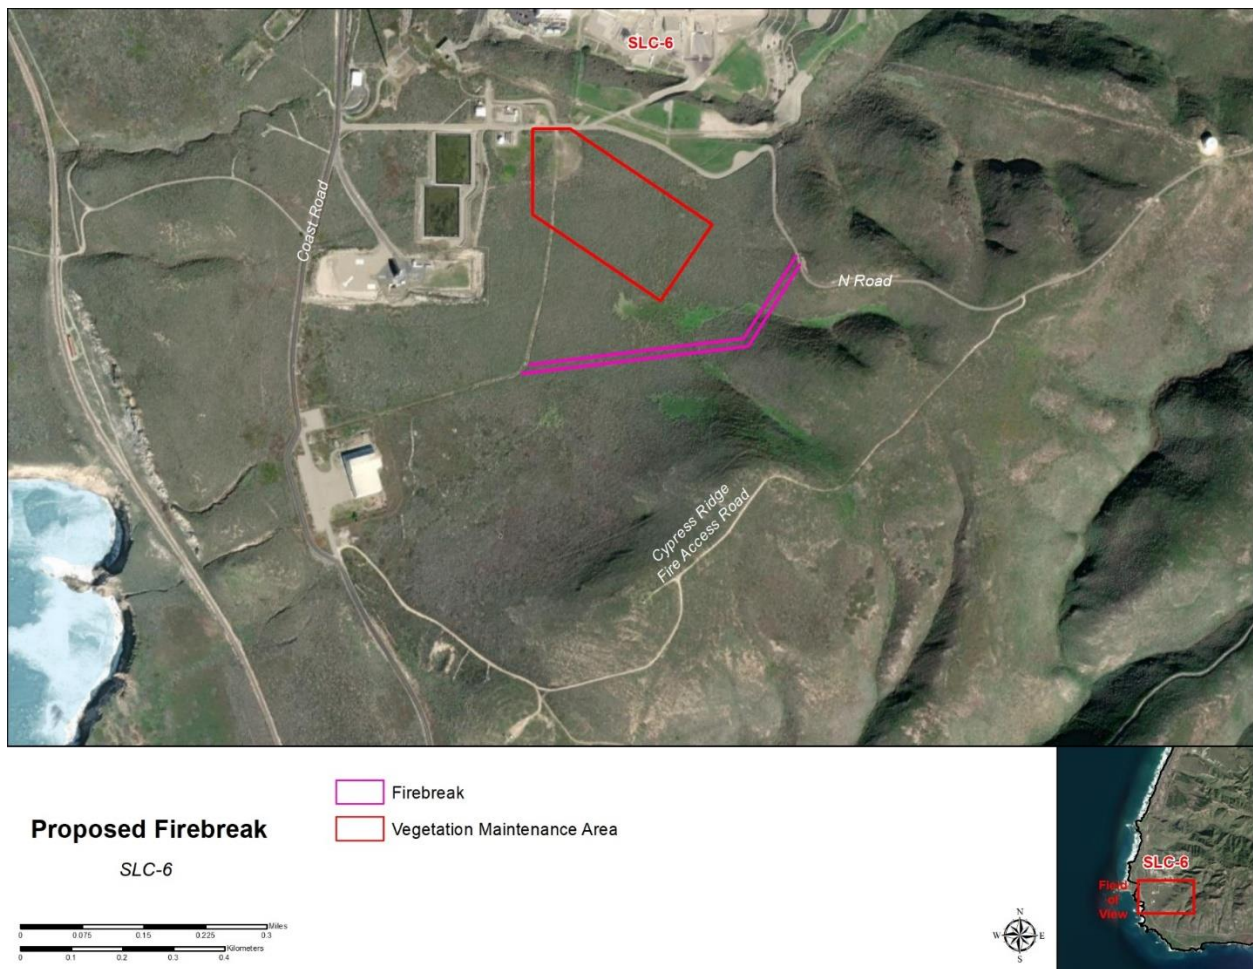 SLC-6
Coast Road
N Road
Cypress Ridge
Fire Access Road
Proposed Firebreak
SLC-6
Firebreak
Vegetation Maintenance Area
Miles
0 0.075 0.15 0.225 0.3
Kilometers
0 0.1 0.2 0.3 0.4
N
W E
S
SLC-6
Field
of
View